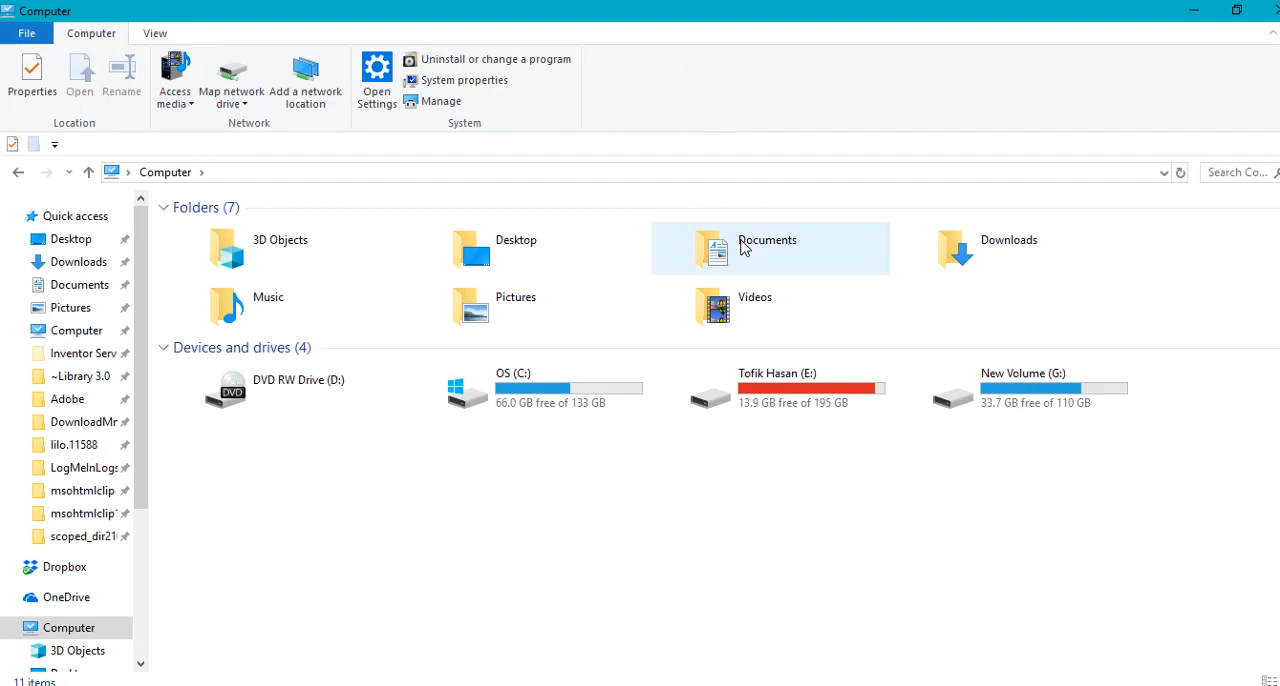 Computer
File Computer View
Properties Open Rename Access media Map network drive Add a network location Open Settings Uninstall or change a program
System properties
Manage
Location Network System
Computer
Search Co...
Quick access
Desktop
Downloads
Documents
Pictures
Computer
Inventor Serv
~Library 3.0
Adobe
lilo.11588
LogMeInLogs
msohtmlclip
scoped_dir21
Dropbox
OneDrive
Computer
3D Objects
11 items
Folders (7)
3D Objects Desktop Documents Downloads
Music Pictures Videos
Devices and drives (4)
DVD RW Drive (D:)
DVD
OS (C:)
66.0 GB free of 133 GB
Tofik Hasan (E:)
13.9 GB free of 195 GB
New Volume (G:)
33.7 GB free of 110 GB